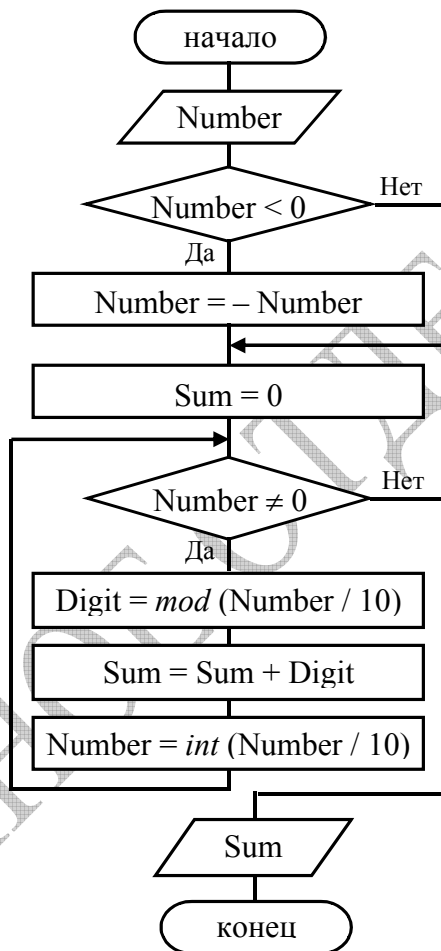 начало
Number
Number < 0
Нет
Да
Number = – Number
Sum = 0
Number ≠ 0
Нет
Да
Digit = mod (Number / 10)
Sum = Sum + Digit
Number = int (Number / 10)
Sum
конец